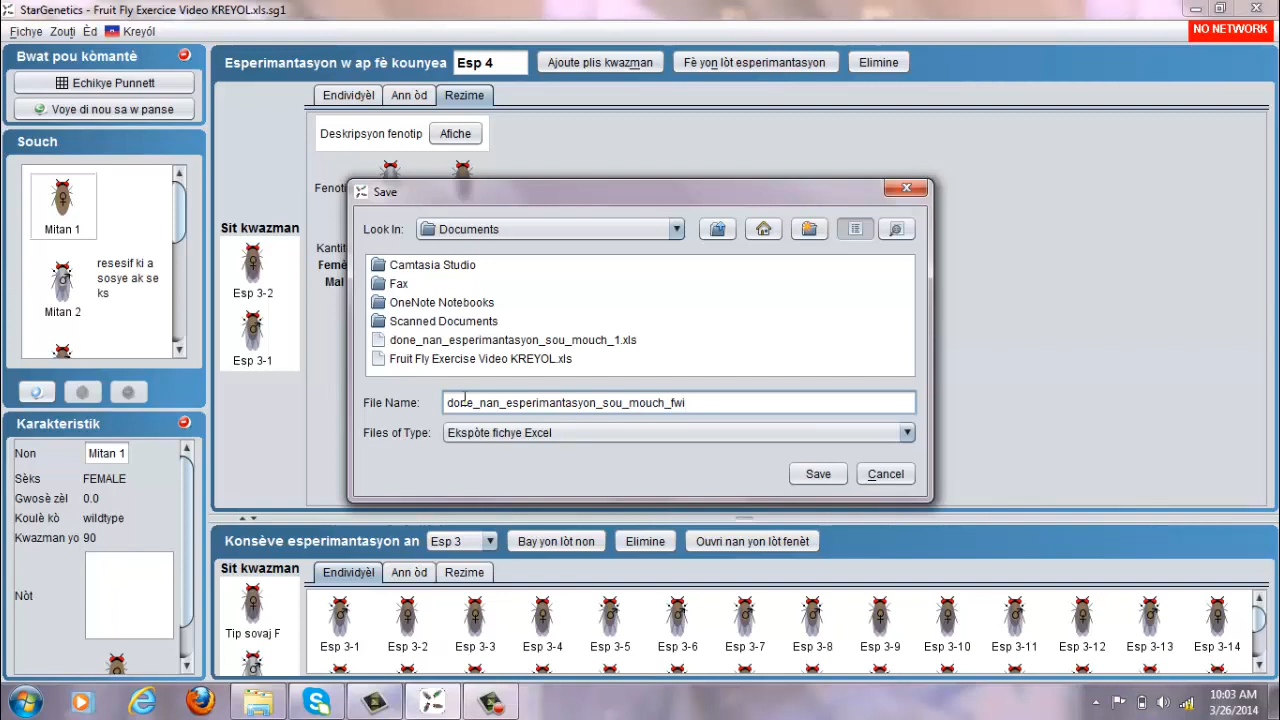 StarGenetics - Fruit Fly Exercice Video KREYOL.xls.sg1
Fichye Zouti Èd Kreyól
NO NETWORK
Bwat pou kòmantè
Echikye Punnett
Voye di nou sa w panse
Souch
Mitan 1
resesif ki a
sosye ak se
ks
Mitan 2
Karakteristik
Non Mitan 1
Sèks FEMALE
Gwosè zèl 0.0
Koulè kò wildtype
Kwazman yo 90
Nòt
Esperimantasyon w ap fè kounyea Esp 4 Ajoute plis kwazman Fè yon lòt esperimantasyon Elimine
Endividyèl Ann òd Rezime
Deskripsyon fenotip Afiche
Fenoti
Sit kwazman
Esp 3-2
Esp 3-1
Kantit
Femè
Mal
Save
Look In: Documents
Camtasia Studio
Fax
OneNote Notebooks
Scanned Documents
done_nan_esperimantasyon_sou_mouch_1.xls
Fruit Fly Exercise Video KREYOL.xls
File Name: done_nan_esperimantasyon_sou_mouch_fwi
Files of Type: Ekspòte fichye Excel
Save Cancel
Konsève esperimantasyon an Esp 3 Bay yon lòt non Elimine Ouvri nan yon lòt fenèt
Sit kwazman
Tip sovaj F
Endividyèl Ann òd Rezime
Esp 3-1 Esp 3-2 Esp 3-3 Esp 3-4 Esp 3-5 Esp 3-6 Esp 3-7 Esp 3-8 Esp 3-9 Esp 3-10 Esp 3-11 Esp 3-12 Esp 3-13 Esp 3-14
10:03 AM
3/26/2014